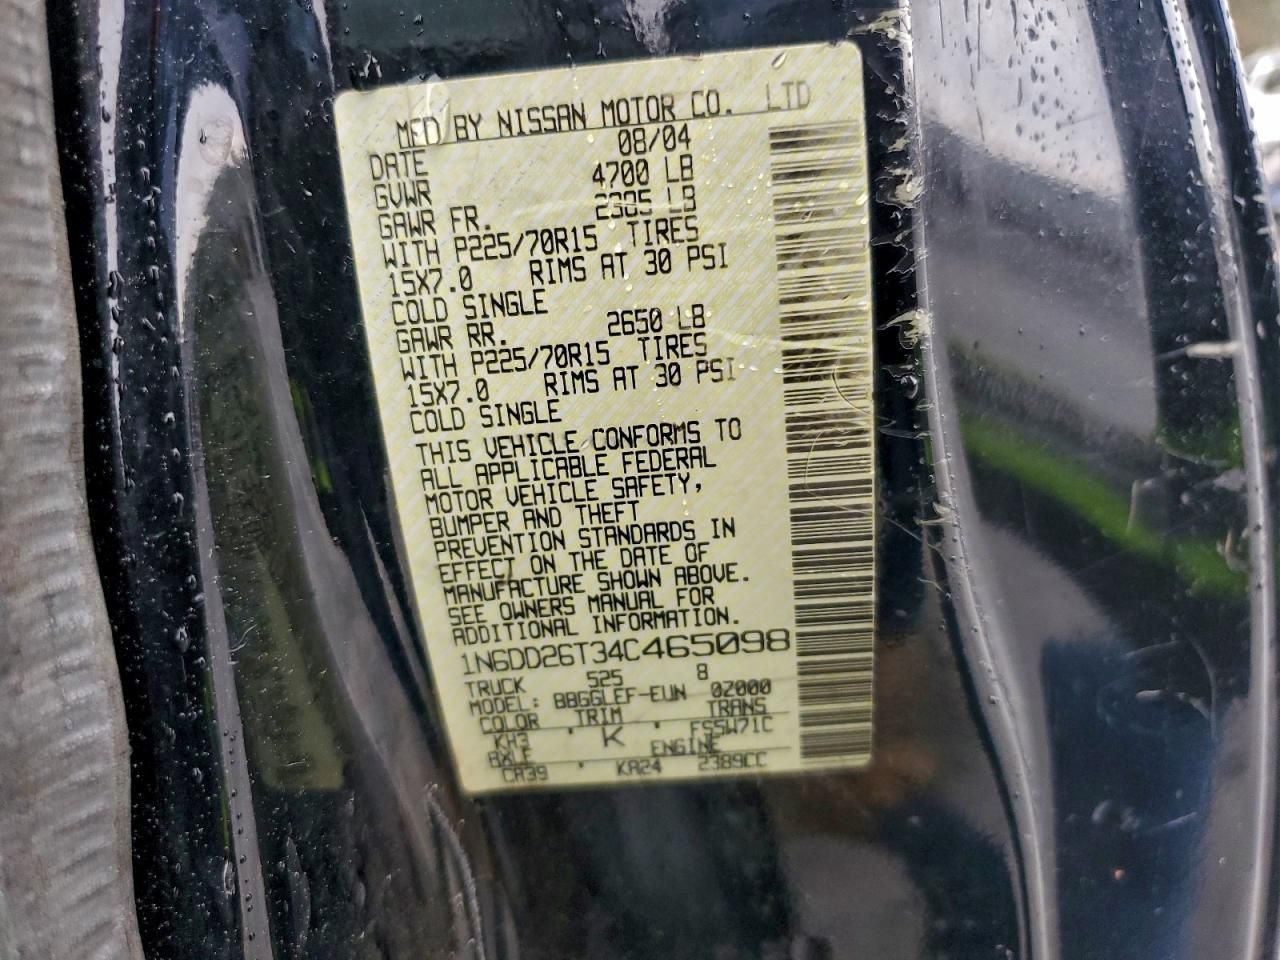 MFD BY NISSAN MOTOR CO. LTD
DATE 08/04
GVWR 4700 LB
GAWR FR. 2385 LB
WITH P225/70R15 TIRES
15X7.0 RIMS AT 30 PSI
COLD SINGLE
GAWR RR. 2650 LB
WITH P225/70R15 TIRES
15X7.0 RIMS AT 30 PSI
COLD SINGLE
THIS VEHICLE CONFORMS TO
ALL APPLICABLE FEDERAL
MOTOR VEHICLE SAFETY,
BUMPER AND THEFT
PREVENTION STANDARDS IN
EFFECT ON THE DATE OF
MANUFACTURE SHOWN ABOVE.
SEE OWNERS MANUAL FOR
ADDITIONAL INFORMATION.
1N6DD26T34C465098
TRUCK 525 8
MODEL: BBGGLEF-EUN 0Z000
COLOR TRIM TRANS
KH3 K FS5W71C
AXLE ENGINE
CA39 KA24 2389CC